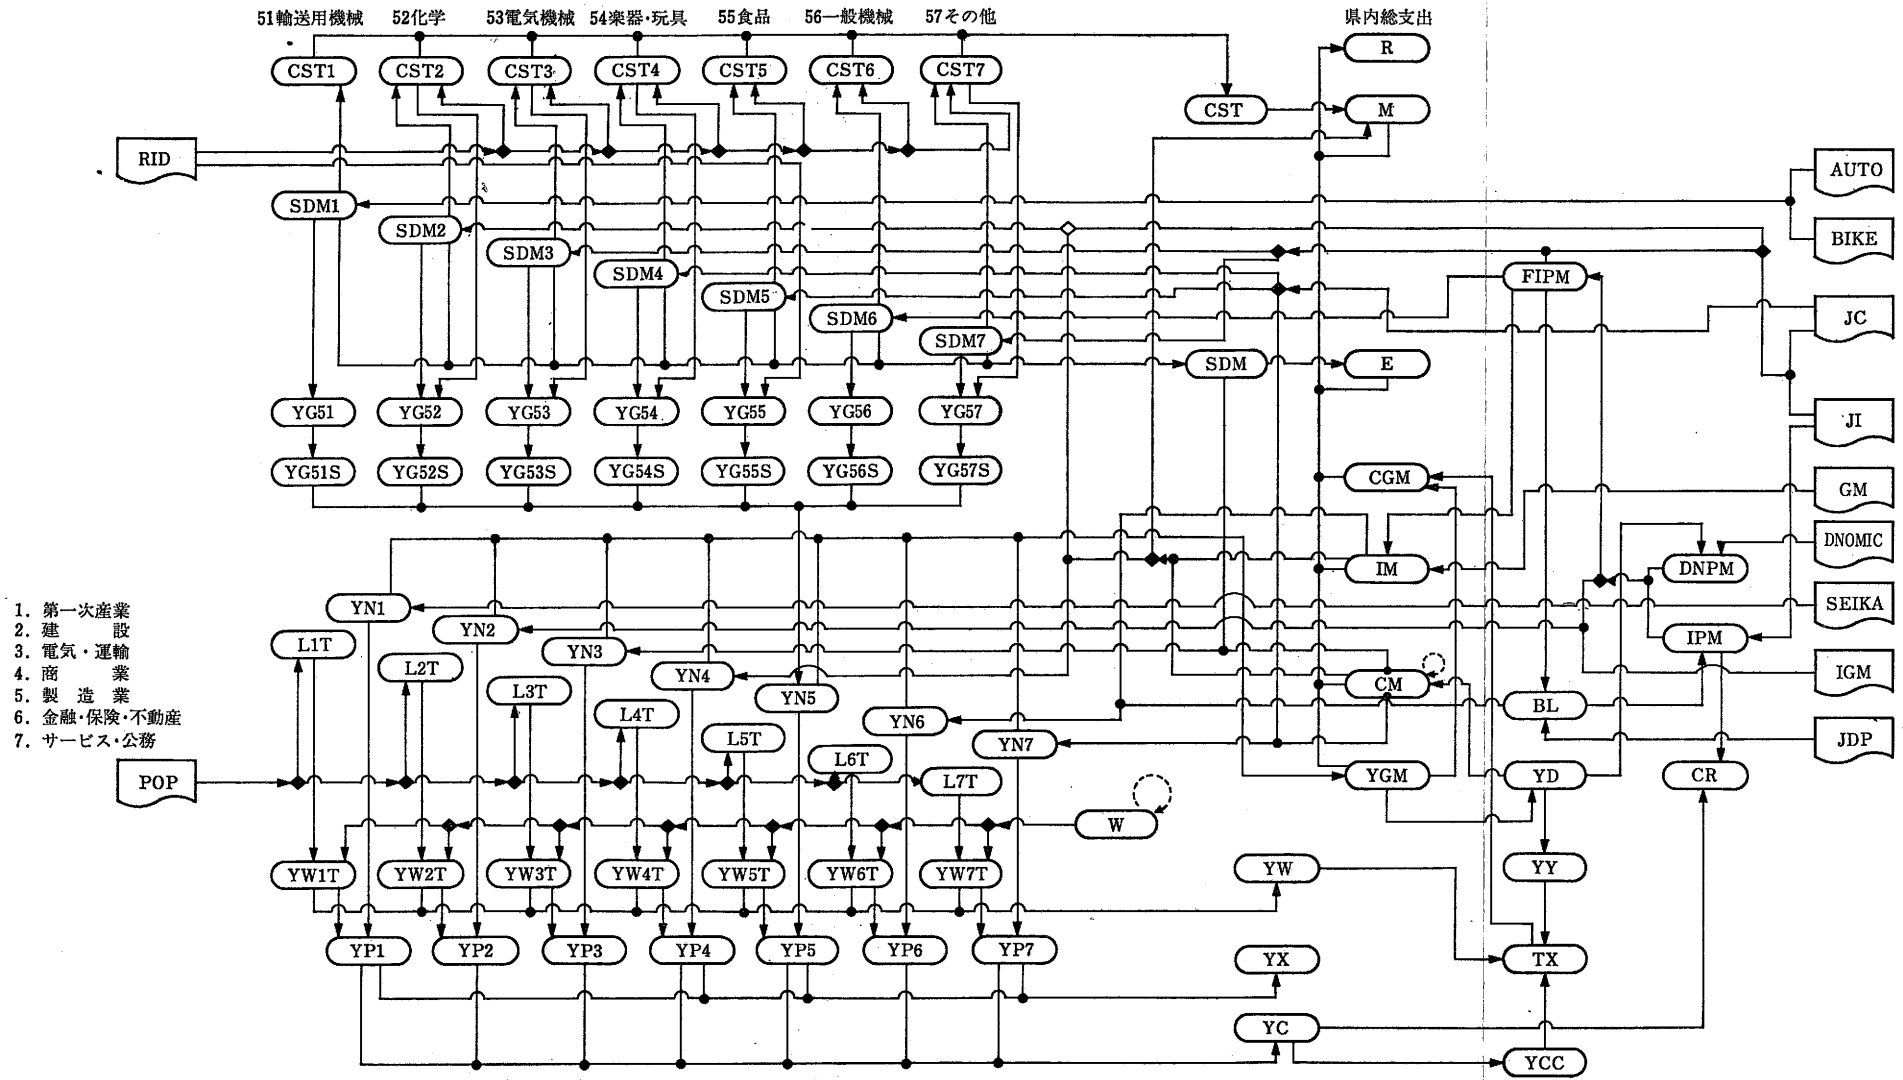 51輸送用機械 52化学 53電気機械 54楽器・玩具 55食品 56一般機械 57その他 県内総支出
R
CST1 CST2 CST3 CST4 CST5 CST6 CST7
CST M
RID
AUTO
SDM1
SDM2
BIKE
SDM3
SDM4
FIPM
SDM5
SDM6
JC
SDM7
SDM E
YG51 YG52 YG53 YG54 YG55 YG56 YG57
JI
YG51S YG52S YG53S YG54S YG55S YG56S YG57S
CGM
GM
DNOMIC
IM DNPM
SEIKA
1. 第一次産業
2. 建設
3. 電気・運輸
4. 商業
5. 製造業
6. 金融・保険・不動産
7. サービス・公務
YN1
YN2
L1T
IPM
YN3
L2T
YN4
IGM
CM
L3T
YN5
BL
L4T
YN6
L5T
YN7
JDP
L6T
POP
L7T
YGM YD CR
W
YW1T YW2T YW3T YW4T YW5T YW6T YW7T
YW YY
YP1 YP2 YP3 YP4 YP5 YP6 YP7
YX TX
YC
YCC